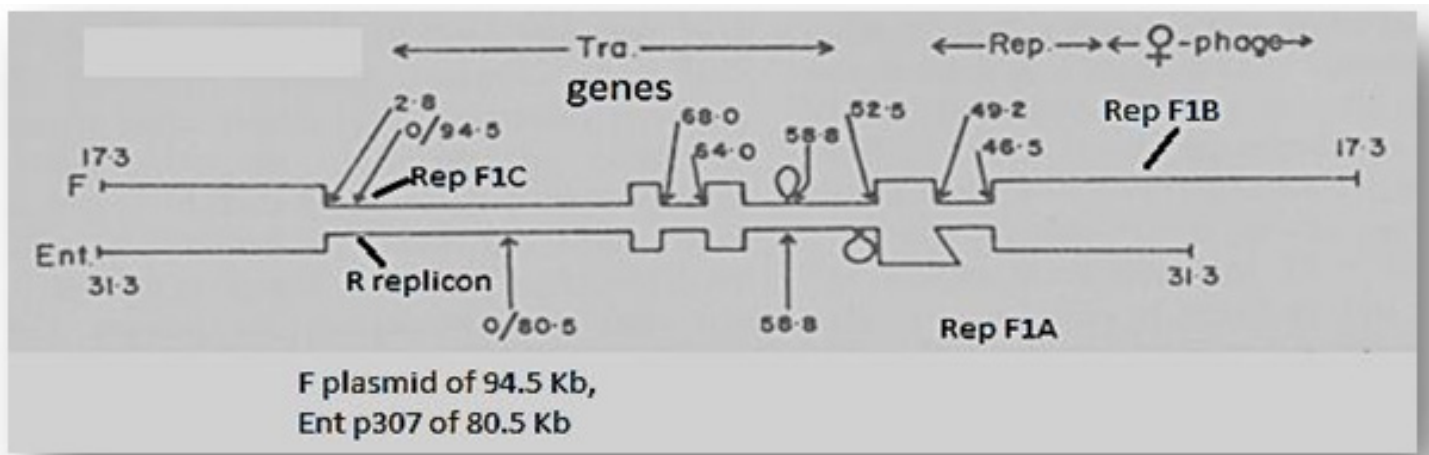 ←Tra.→ ←Rep.→←♀-phage→
genes
2·8
0/94·5
68·0
64·0
58·8
52·5
49·2
46·5
Rep F1B
17·3
F
Rep F1C
17·3
Ent.
31·3
R replicon
31·3
0/80·5
58·8
Rep F1A
F plasmid of 94.5 Kb,
Ent p307 of 80.5 Kb